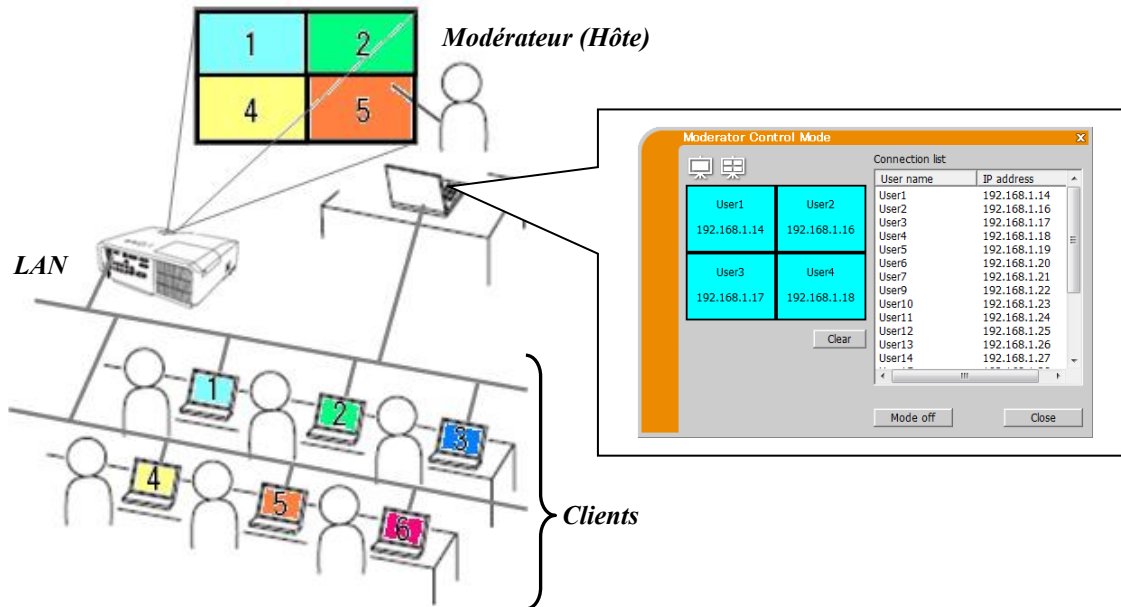 Modérateur (Hôte)
1
2
4
5
LAN
1
2
3
4
5
6
Clients
Moderator Control Mode
x
User1
192.168.1.14
User2
192.168.1.16
User3
192.168.1.17
User4
192.168.1.18
Clear
Connection list
User name IP address
User1 192.168.1.14
User2 192.168.1.16
User3 192.168.1.17
User4 192.168.1.18
User5 192.168.1.19
User6 192.168.1.20
User7 192.168.1.21
User9 192.168.1.22
User10 192.168.1.23
User11 192.168.1.24
User12 192.168.1.25
User13 192.168.1.26
User14 192.168.1.27
Mode off
Close